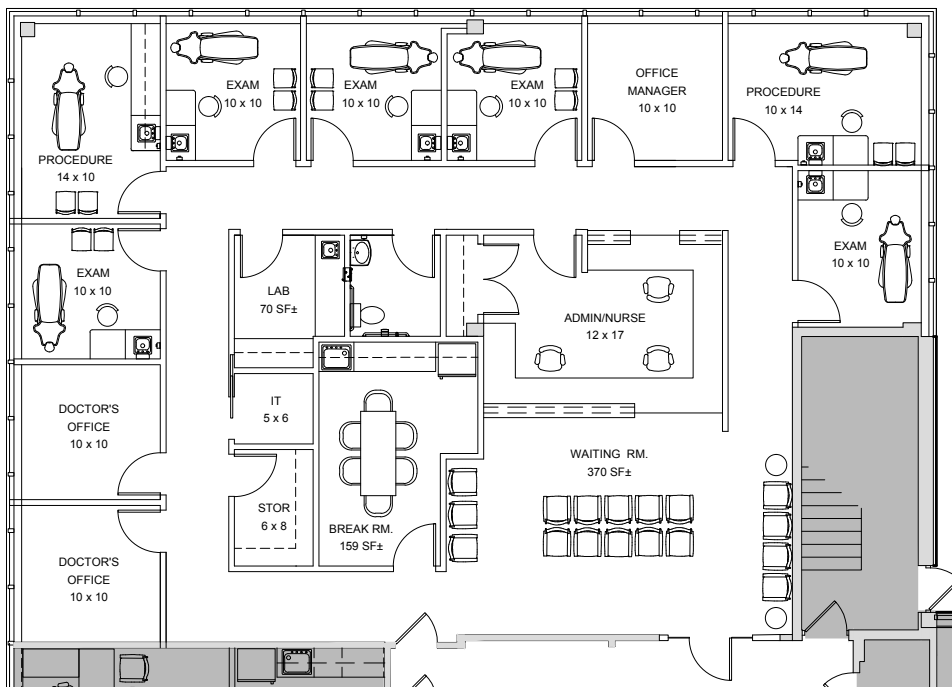 EXAM
10 x 10
EXAM
10 x 10
EXAM
10 x 10
OFFICE
MANAGER
10 x 10
PROCEDURE
10 x 14
PROCEDURE
14 x 10
EXAM
10 x 10
EXAM
10 x 10
LAB
70 SF±
ADMIN/NURSE
12 x 17
IT
5 x 6
DOCTOR'S
OFFICE
10 x 10
WAITING RM.
370 SF±
STOR
6 x 8
BREAK RM.
159 SF±
DOCTOR'S
OFFICE
10 x 10